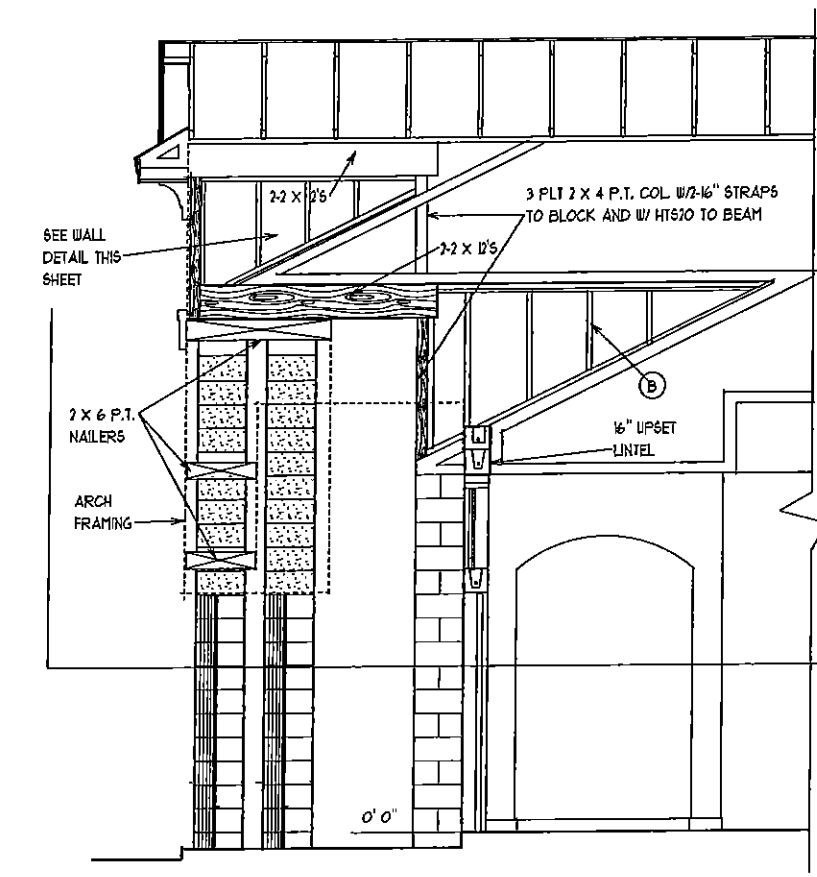 2-2 X 12'S
3 PLT 2 X 4 P.T. COL. W/2-16" STRAPS
TO BLOCK AND W/ HTS20 TO BEAM
SEE WALL
DETAIL THIS
SHEET
2-2 X 12'S
B
2 X 6 P.T.
NAILERS
16" UPSET
LINTEL
ARCH
FRAMING
0' 0"